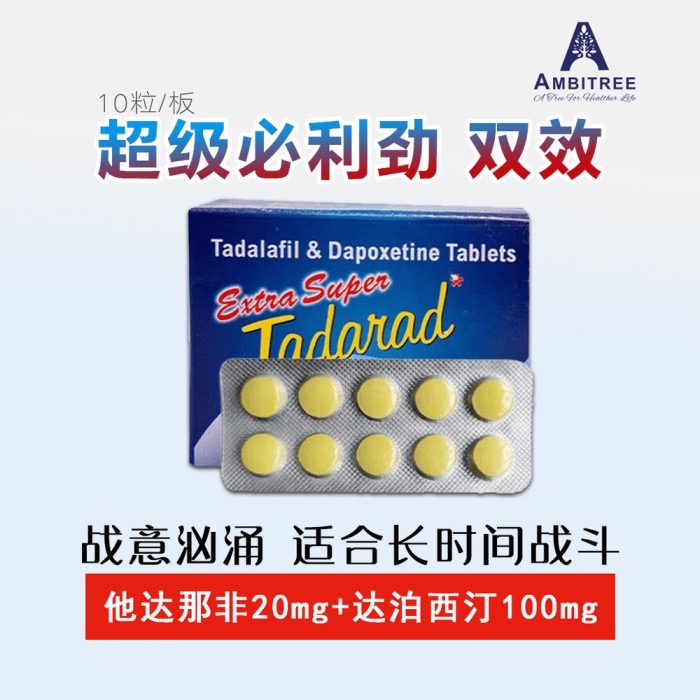 AMBITREE
A Tree For Healthier Life
10粒/板
超级必利劲 双效
Tadalafil & Dapoxetine Tablets
Extra Super
Tadarad
战意汹涌 适合长时间战斗
他达那非20mg+达泊西汀100mg